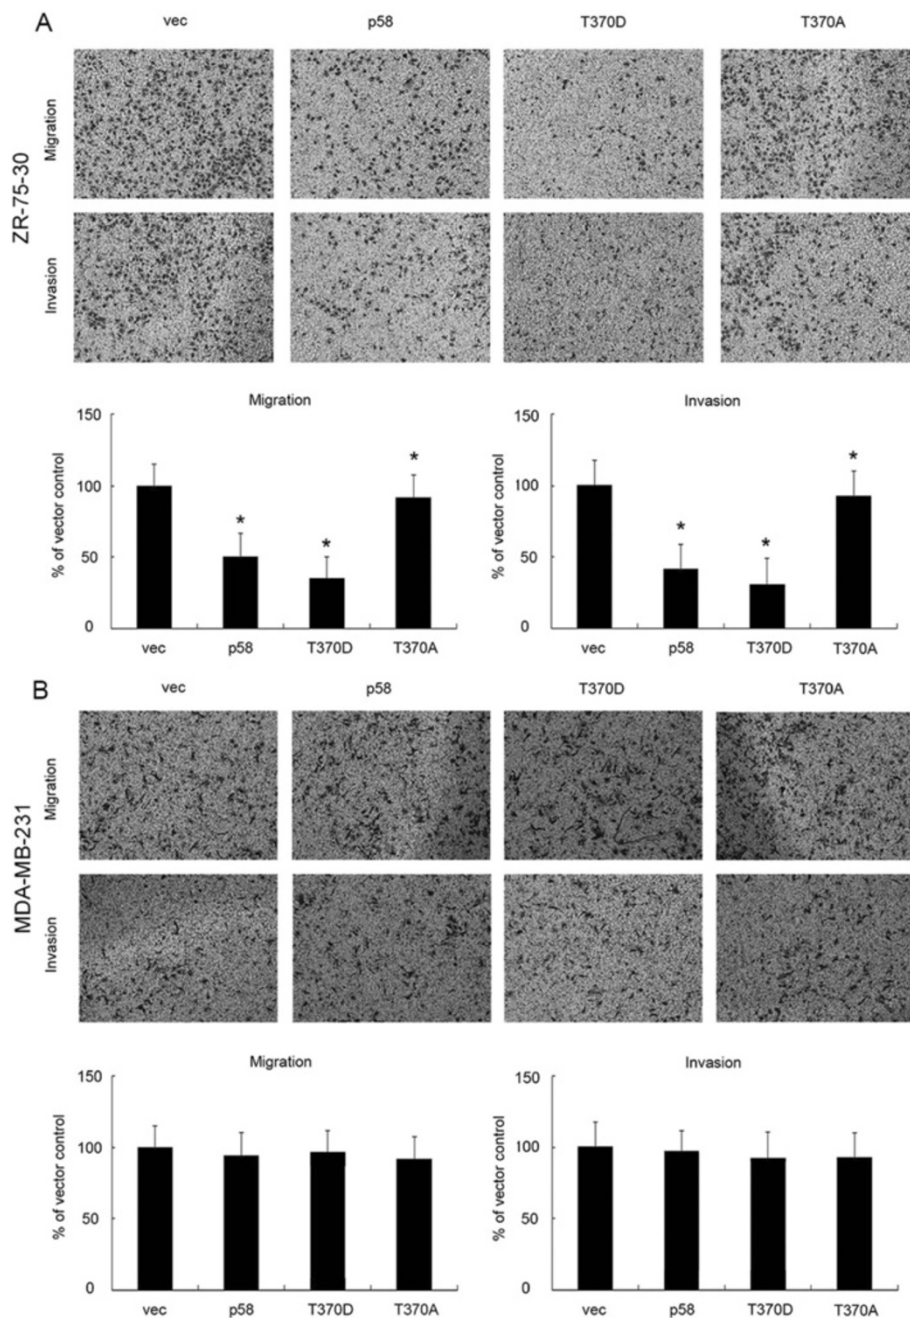 A
vec p58 T370D T370A
ZR-75-30
Migration
Invasion
Migration
% of vector control
150
100
50
0
*
*
*
vec p58 T370D T370A
Invasion
% of vector control
150
100
50
0
*
*
*
vec p58 T370D T370A
B
vec p58 T370D T370A
MDA-MB-231
Migration
Invasion
Migration
% of vector control
150
100
50
0
vec p58 T370D T370A
Invasion
% of vector control
150
100
50
0
vec p58 T370D T370A